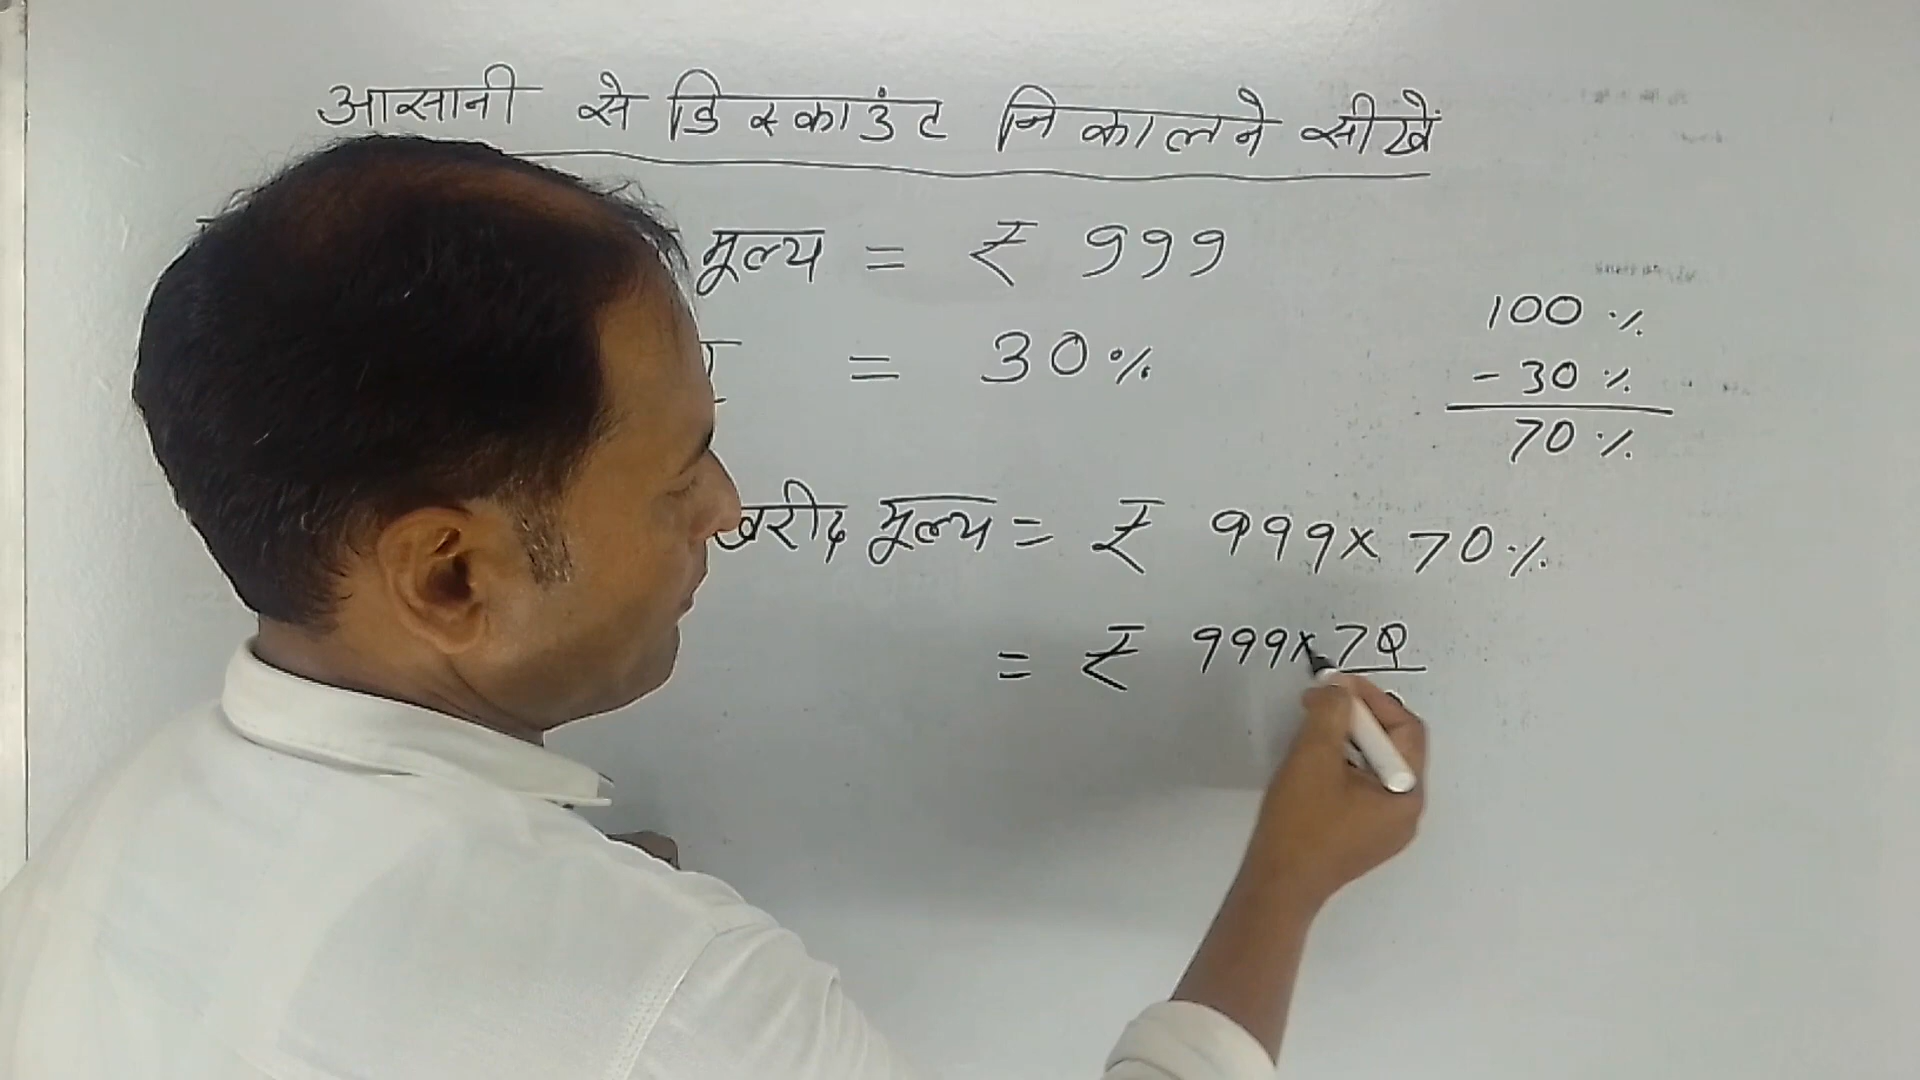 आसानी से डिस्काउंट निकालने सीखें
मूल्य = ₹ 999
= 30%
100%
- 30%
70%
खरीद मूल्य = ₹ 999 × 70%
= ₹ 999 × 70